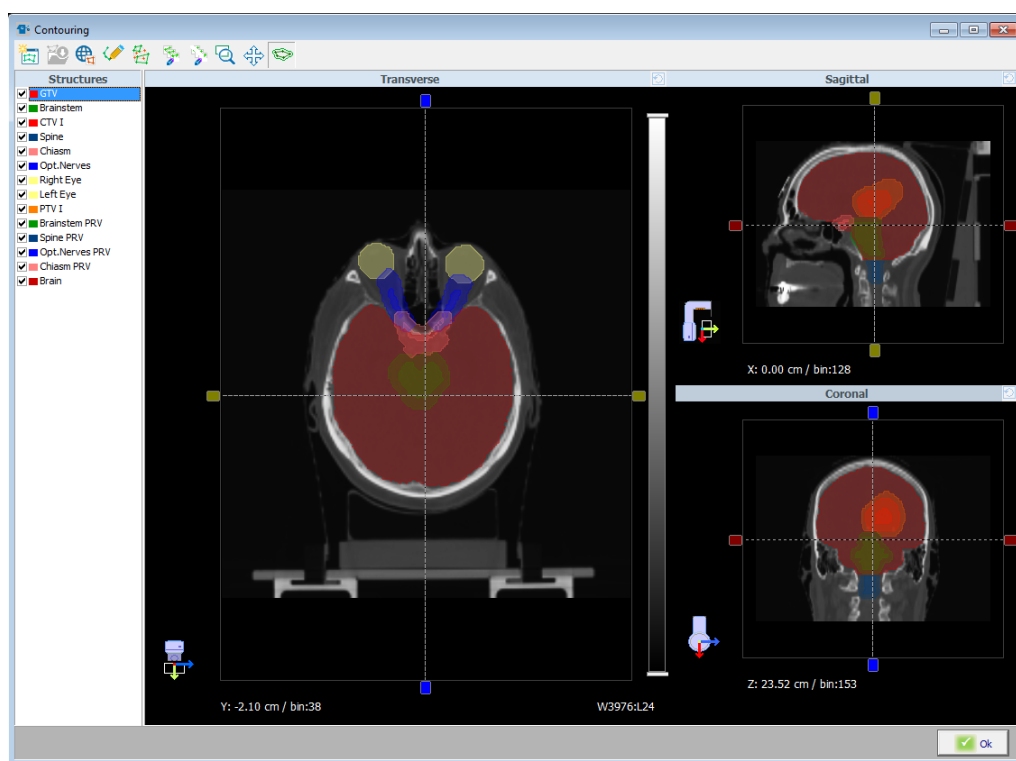 Contouring
Structures
GTV
Brainstem
CTV I
Spine
Chiasm
Opt.Nerves
Right Eye
Left Eye
PTV I
Brainstem PRV
Spine PRV
Opt.Nerves PRV
Chiasm PRV
Brain
Transverse
Y: -2.10 cm / bin:38
W3976:L24
Sagittal
X: 0.00 cm / bin:128
Coronal
Z: 23.52 cm / bin:153
Ok